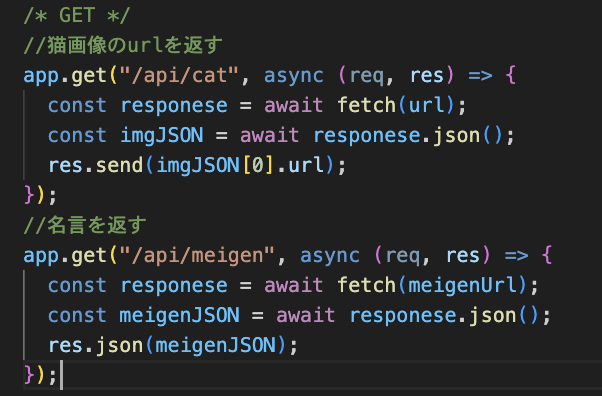 /* GET */
//猫画像のurlを返す
app.get("/api/cat", async (req, res) => {
  const responese = await fetch(url);
  const imgJSON = await responese.json();
  res.send(imgJSON[0].url);
});
//名言を返す
app.get("/api/meigen", async (req, res) => {
  const responese = await fetch(meigenUrl);
  const meigenJSON = await responese.json();
  res.json(meigenJSON);
});